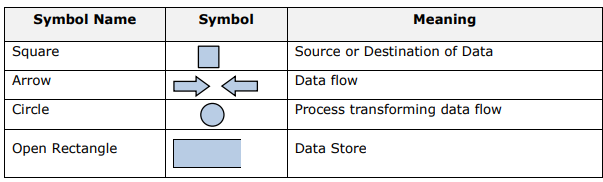 Symbol Name Symbol Meaning
Square Source or Destination of Data
Arrow Data flow
Circle Process transforming data flow
Open Rectangle Data Store